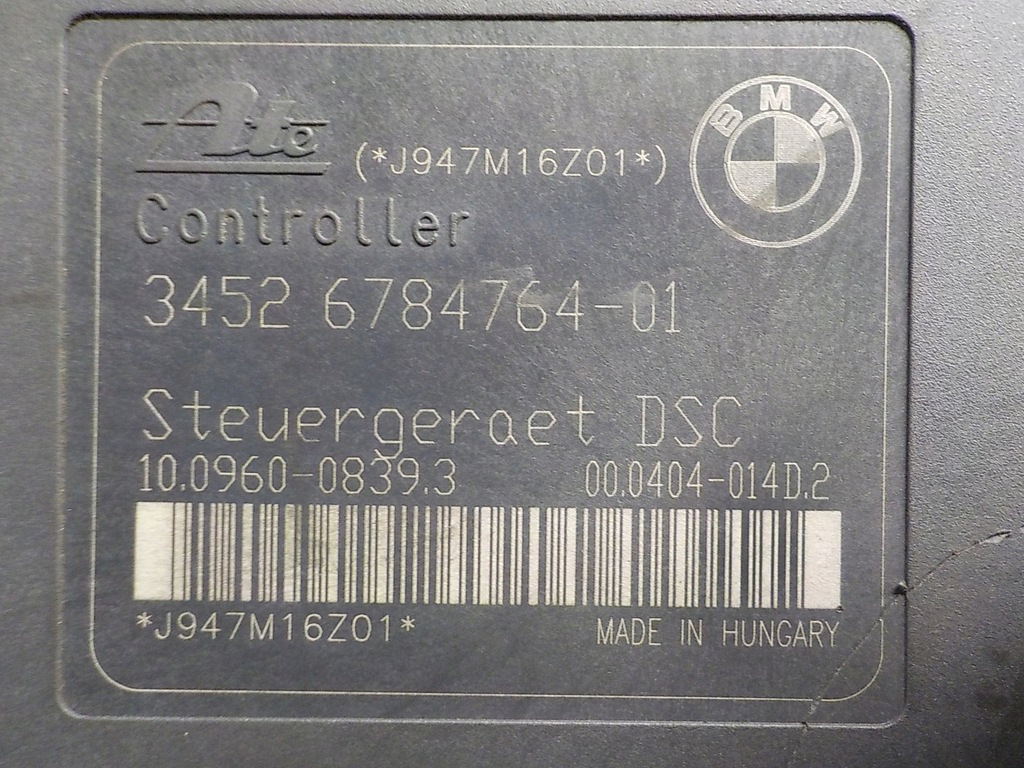 Ate (*J947M16Z01*)
BMW
Controller
3452 6784764-01
Steuergeraet DSC
10.0960-0839.3 00.0404-014D.2
*J947M16Z01* MADE IN HUNGARY